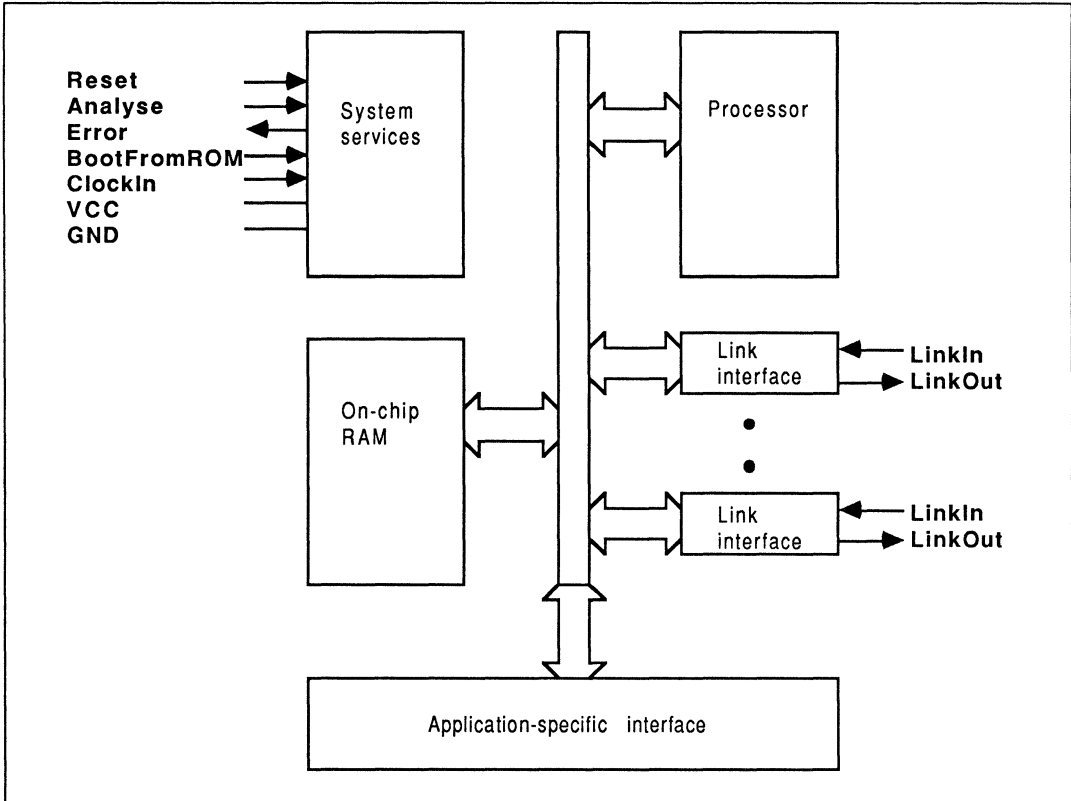 Reset
Analyse
Error
BootFromROM
ClockIn
VCC
GND
System
services
Processor
On-chip
RAM
Link
interface
LinkIn
LinkOut
Link
interface
LinkIn
LinkOut
Application-specific interface